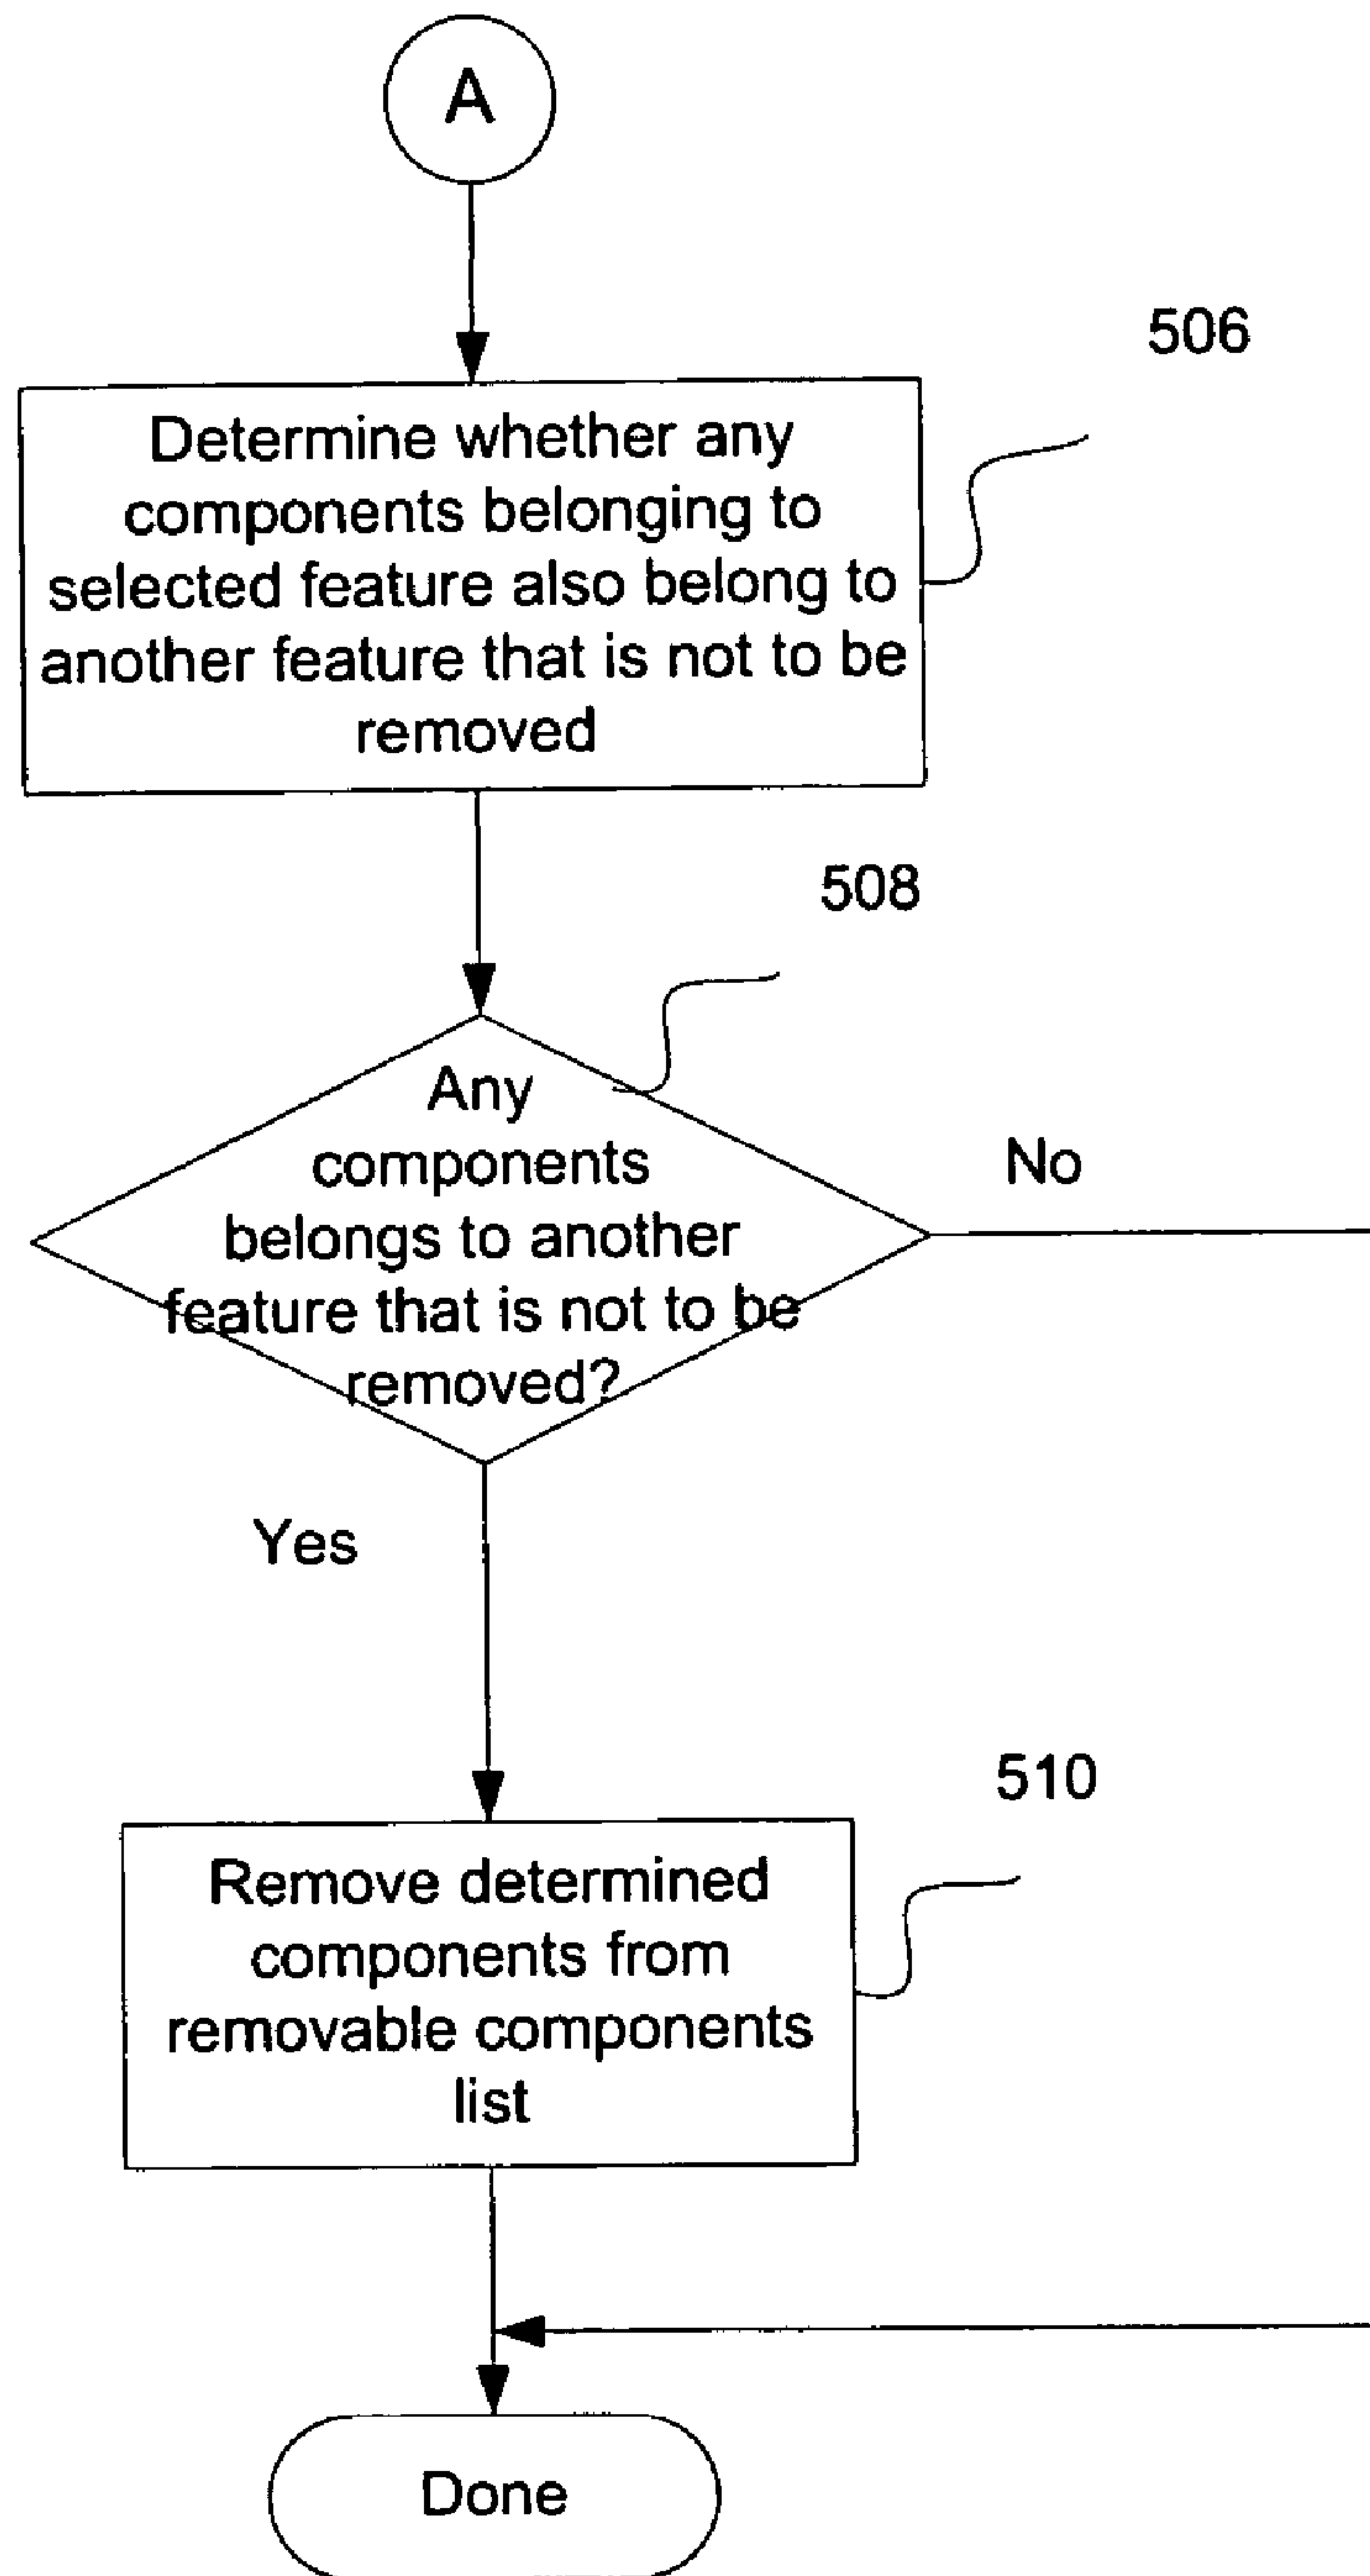 A
506
Determine whether any
components belonging to
selected feature also belong to
another feature that is not to be
removed
508
Any
components
belongs to another
feature that is not to be
removed?
No
Yes
510
Remove determined
components from
removable components
list
Done